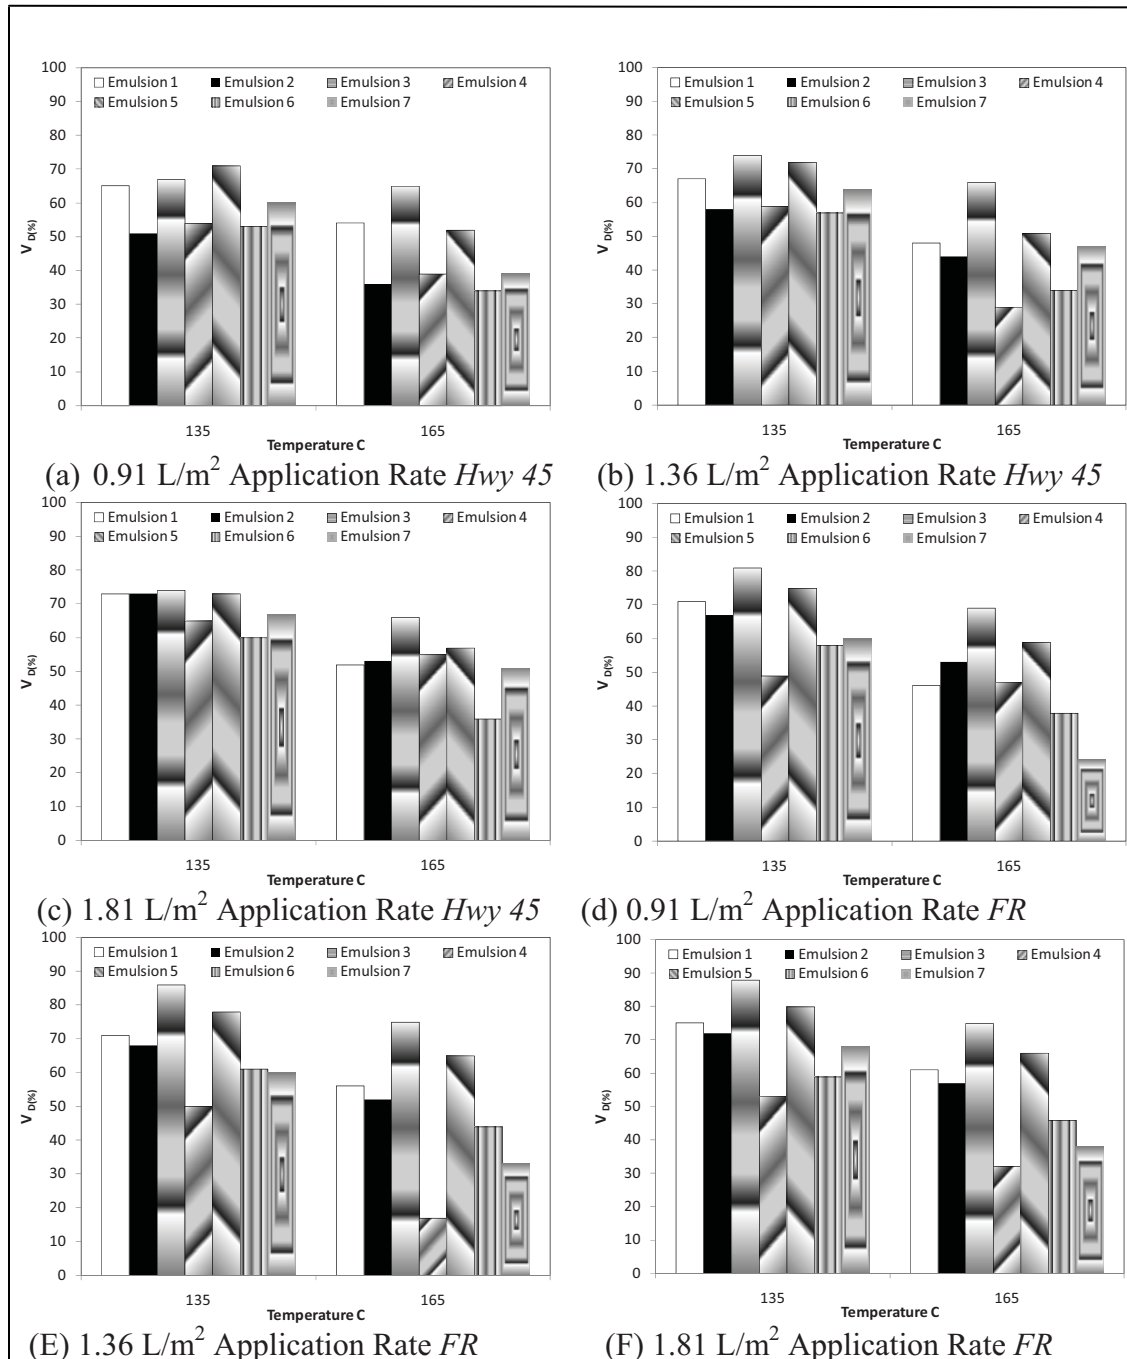 100
90
80
70
60
50
40
30
20
10
0
V D(%)
Emulsion 1 Emulsion 2 Emulsion 3 Emulsion 4
Emulsion 5 Emulsion 6 Emulsion 7
135 165
Temperature C
(a) 0.91 L/m² Application Rate Hwy 45
100
90
80
70
60
50
40
30
20
10
0
V D(%)
Emulsion 1 Emulsion 2 Emulsion 3 Emulsion 4
Emulsion 5 Emulsion 6 Emulsion 7
135 165
Temperature C
(b) 1.36 L/m² Application Rate Hwy 45
100
90
80
70
60
50
40
30
20
10
0
V D(%)
Emulsion 1 Emulsion 2 Emulsion 3 Emulsion 4
Emulsion 5 Emulsion 6 Emulsion 7
135 165
Temperature C
(c) 1.81 L/m² Application Rate Hwy 45
100
90
80
70
60
50
40
30
20
10
0
V D(%)
Emulsion 1 Emulsion 2 Emulsion 3 Emulsion 4
Emulsion 5 Emulsion 6 Emulsion 7
135 165
Temperature C
(d) 0.91 L/m² Application Rate FR
100
90
80
70
60
50
40
30
20
10
0
V D(%)
Emulsion 1 Emulsion 2 Emulsion 3 Emulsion 4
Emulsion 5 Emulsion 6 Emulsion 7
135 165
Temperature C
(E) 1.36 L/m² Application Rate FR
100
90
80
70
60
50
40
30
20
10
0
V D(%)
Emulsion 1 Emulsion 2 Emulsion 3 Emulsion 4
Emulsion 5 Emulsion 6 Emulsion 7
135 165
Temperature C
(F) 1.81 L/m² Application Rate FR